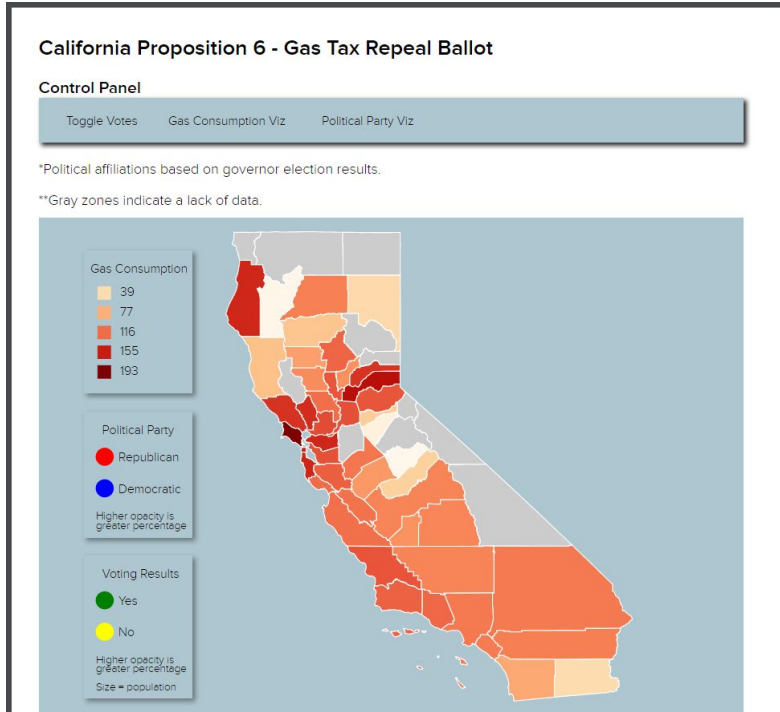 California Proposition 6 - Gas Tax Repeal Ballot
Control Panel
Toggle Votes Gas Consumption Viz Political Party Viz
*Political affiliations based on governor election results.
**Gray zones indicate a lack of data.
Gas Consumption
39
77
116
155
193
Political Party
Republican
Democratic
Higher opacity is
greater percentage
Voting Results
Yes
No
Higher opacity is
greater percentage
Size = population